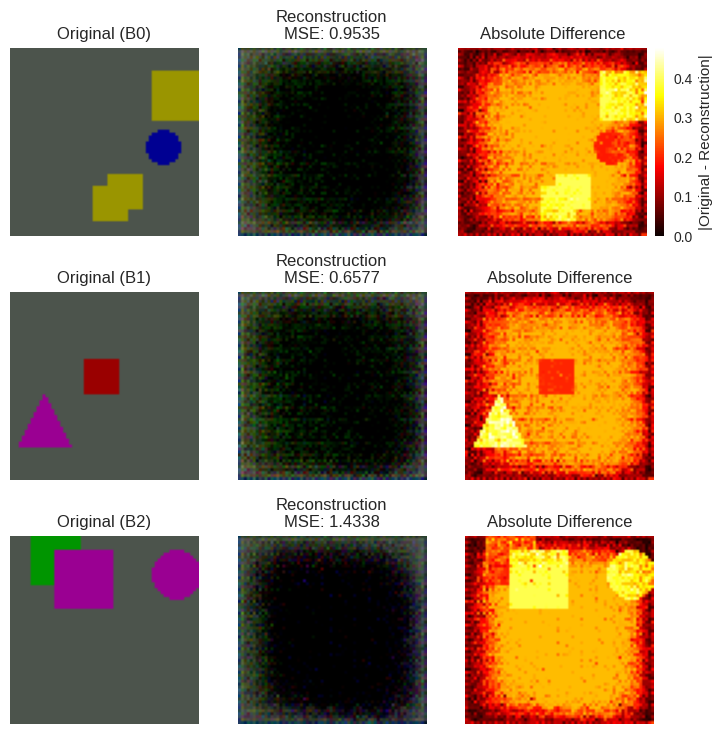 Original (B0)
Reconstruction
MSE: 0.9535
Absolute Difference
0.4
0.3
0.2
0.1
0.0
|Original - Reconstruction|
Original (B1)
Reconstruction
MSE: 0.6577
Absolute Difference
Original (B2)
Reconstruction
MSE: 1.4338
Absolute Difference